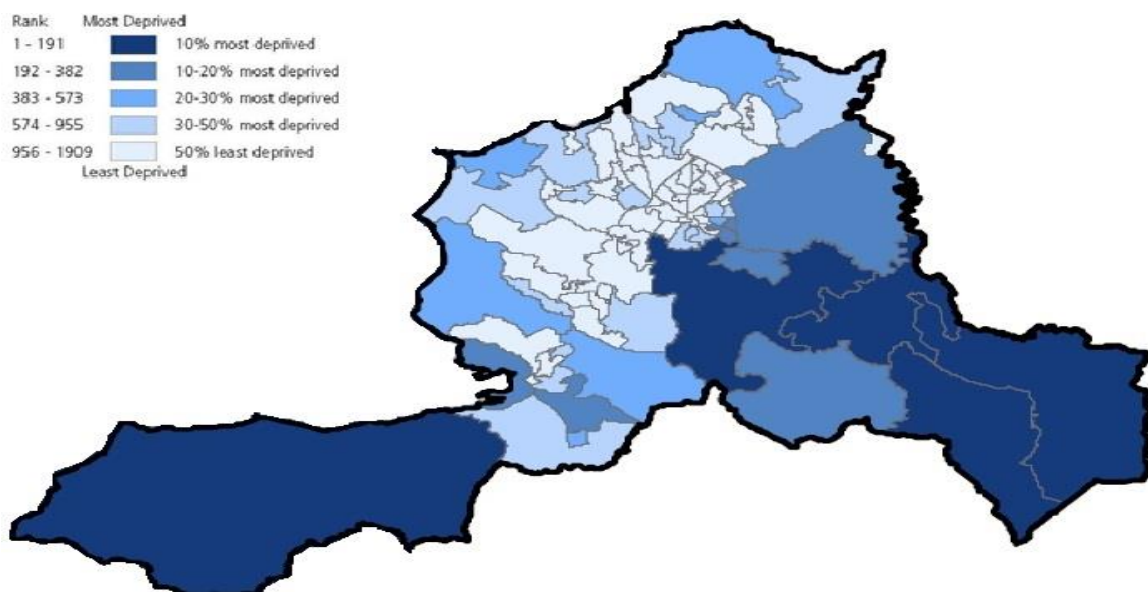 Rank Most Deprived
1 - 191 10% most deprived
192 - 382 10-20% most deprived
383 - 573 20-30% most deprived
574 - 955 30-50% most deprived
956 - 1909 50% least deprived
Least Deprived